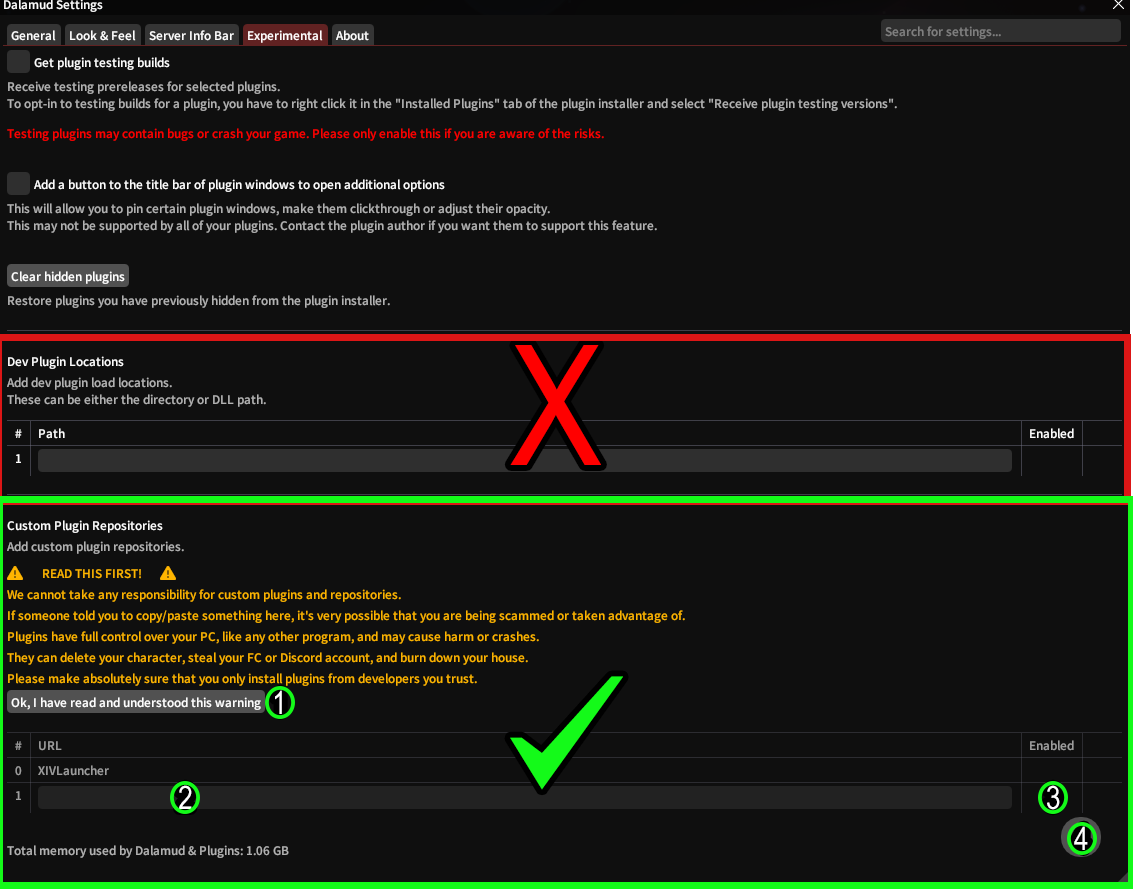 Dalamud Settings
General Look & Feel Server Info Bar Experimental About Search for settings...
Get plugin testing builds
Receive testing prereleases for selected plugins.
To opt-in to testing builds for a plugin, you have to right click it in the "Installed Plugins" tab of the plugin installer and select "Receive plugin testing versions".
Testing plugins may contain bugs or crash your game. Please only enable this if you are aware of the risks.
Add a button to the title bar of plugin windows to open additional options
This will allow you to pin certain plugin windows, make them clickthrough or adjust their opacity.
This may not be supported by all of your plugins. Contact the plugin author if you want them to support this feature.
Clear hidden plugins
Restore plugins you have previously hidden from the plugin installer.
Dev Plugin Locations
Add dev plugin load locations.
These can be either the directory or DLL path.
# Path Enabled
1
Custom Plugin Repositories
Add custom plugin repositories.
READ THIS FIRST!
We cannot take any responsibility for custom plugins and repositories.
If someone told you to copy/paste something here, it's very possible that you are being scammed or taken advantage of.
Plugins have full control over your PC, like any other program, and may cause harm or crashes.
They can delete your character, steal your FC or Discord account, and burn down your house.
Please make absolutely sure that you only install plugins from developers you trust.
Ok, I have read and understood this warning 1
# URL Enabled
0 XIVLauncher
1 2 3
4
Total memory used by Dalamud & Plugins: 1.06 GB